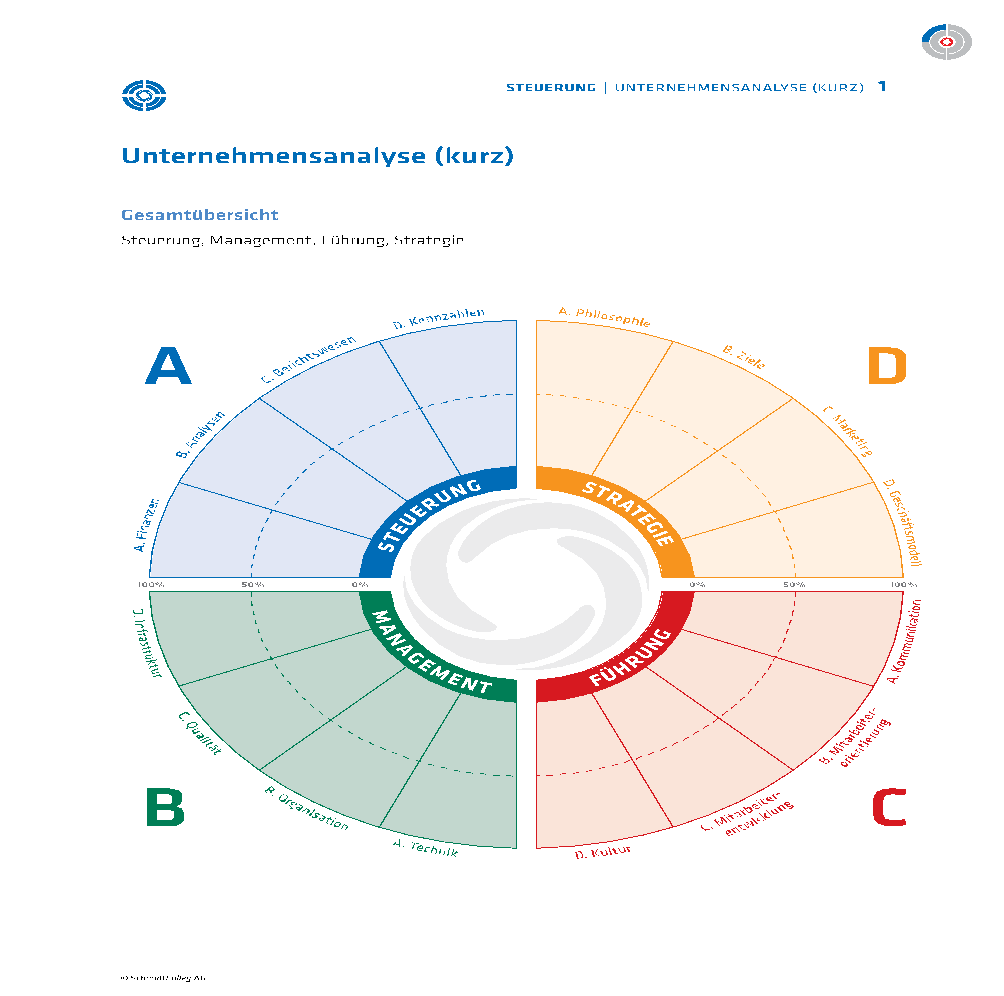 STEUERUNG | UNTERNEHMENSANALYSE (KURZ) 1
Unternehmensanalyse (kurz)
Gesamtübersicht
Steuerung, Management, Führung, Strategie
A
D. Kennzahlen
C. Berichtswesen
B. Analysen
A. Finanzen
STEUERUNG
D
A. Philosophie
B. Ziele
C. Marketing
D. Geschäftsmodell
STRATEGIE
100% 50% 0% 0% 50% 100%
MANAGEMENT
D. Infrastruktur
C. Qualität
B. Organisation
A. Technik
B
FÜHRUNG
A. Kommunikation
B. Mitarbeiter-
orientierung
C. Mitarbeiter-
entwicklung
D. Kultur
C